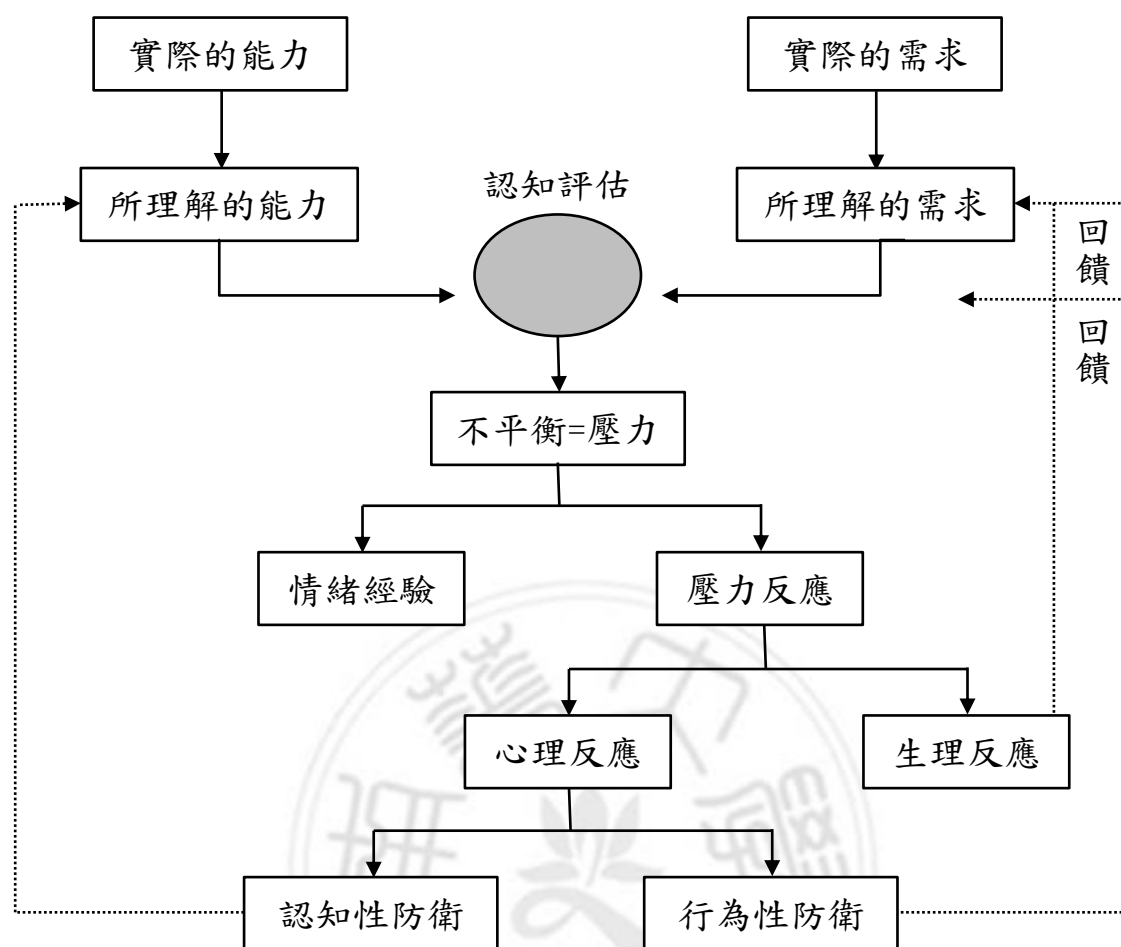 實際的能力
實際的需求
所理解的能力
認知評估
所理解的需求
回饋
回饋
不平衡=壓力
情緒經驗
壓力反應
心理反應
生理反應
認知性防衛
行為性防衛